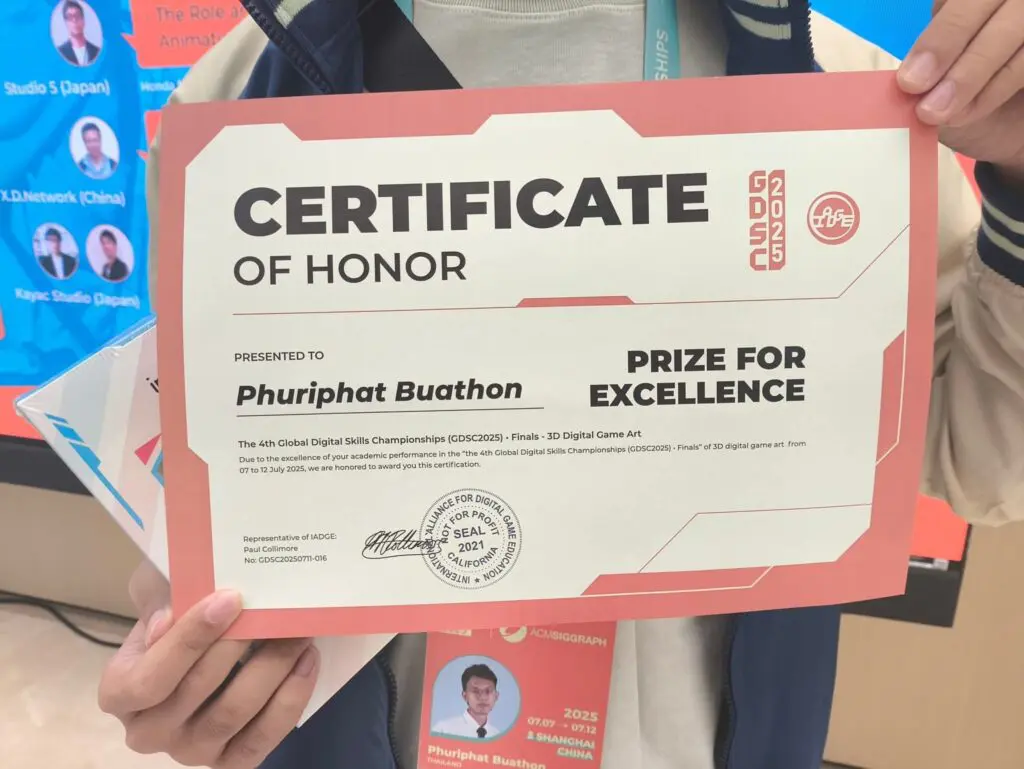 The Role a
Animat
Studio 5 (Japan)
Honda
X.D.Network (China)
Kayac Studio (Japan)
SHIPS
CERTIFICATE
OF HONOR
GDSC
2025
PRESENTED TO
Phuriphat Buathon
PRIZE FOR
EXCELLENCE
The 4th Global Digital Skills Championships (GDSC2025) • Finals - 3D Digital Game Art
Due to the excellence of your academic performance in the "the 4th Global Digital Skills Championships (GDSC2025) • Finals" of 3D digital game art from
07 to 12 July 2025, we are honored to award you this certification.
Representative of IADGE:
Paul Collimore
No: GDSC20250711-016
INTERNATIONAL ALLIANCE FOR DIGITAL GAME EDUCATION
NOT FOR PROFIT
SEAL
2021
CALIFORNIA
ACMSIGGRAPH
2025
07.07 → 07.12
SHANGHAI
CHINA
Phuriphat Buathon
THAILAND